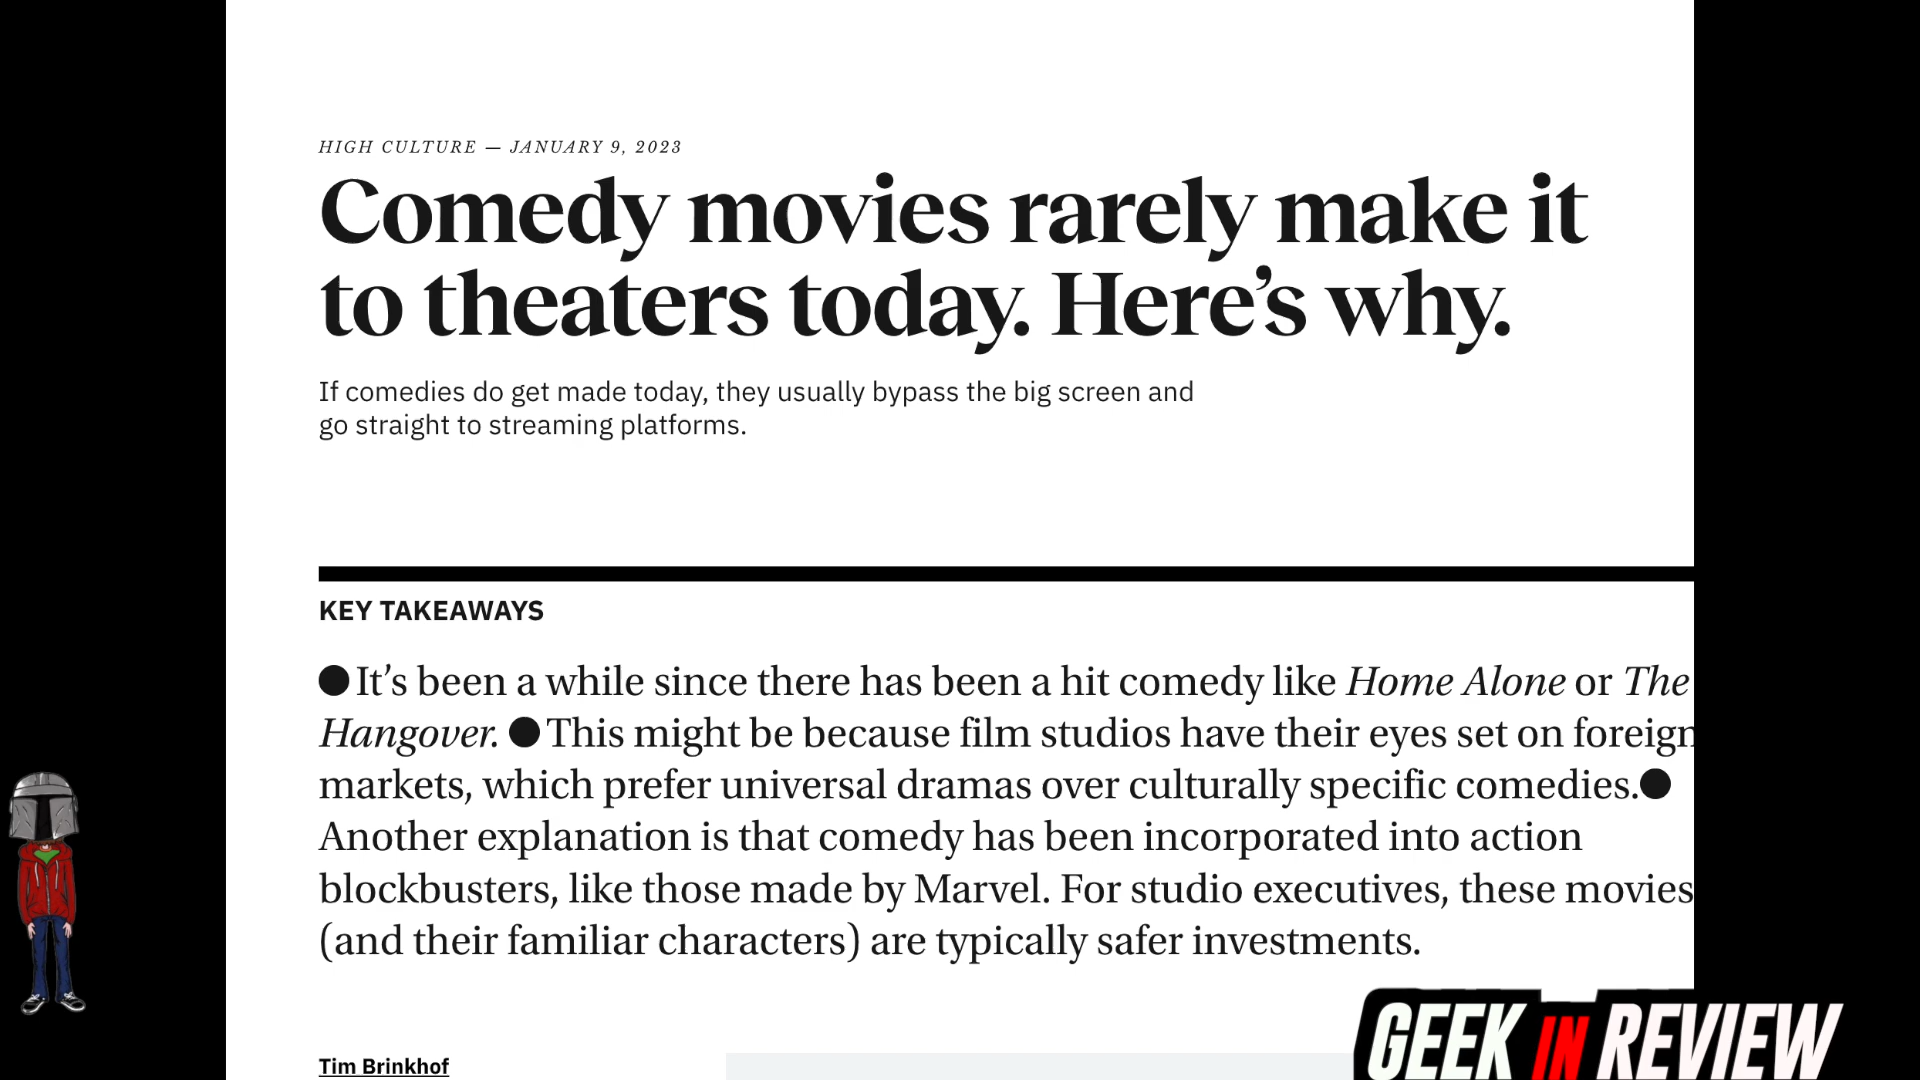 HIGH CULTURE — JANUARY 9, 2023
Comedy movies rarely make it
to theaters today. Here’s why.
If comedies do get made today, they usually bypass the big screen and
go straight to streaming platforms.
KEY TAKEAWAYS
●It’s been a while since there has been a hit comedy like Home Alone or The
Hangover. ●This might be because film studios have their eyes set on foreign
markets, which prefer universal dramas over culturally specific comedies.●
Another explanation is that comedy has been incorporated into action
blockbusters, like those made by Marvel. For studio executives, these movies
(and their familiar characters) are typically safer investments.
Tim Brinkhof
GEEK IN REVIEW